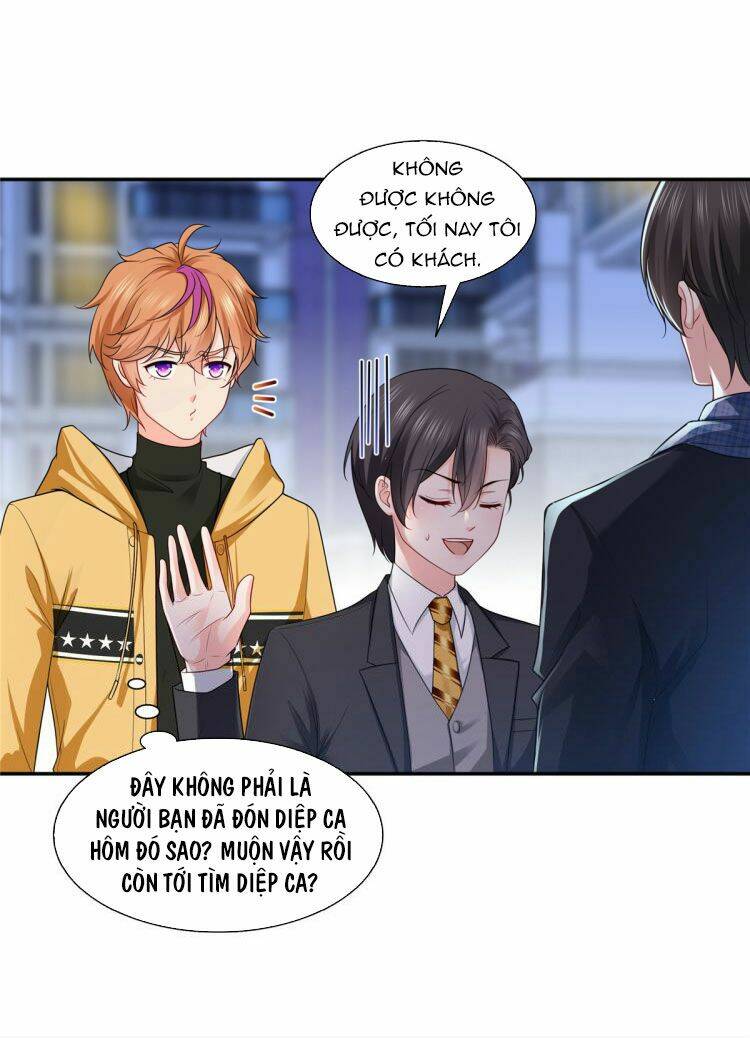 KHÔNG
ĐƯỢC KHÔNG
ĐƯỢC, TỐI NAY TÔI
CÓ KHÁCH.
ĐÂY KHÔNG PHẢI LÀ
NGƯỜI BẠN ĐÃ ĐÓN DIỆP CA
HÔM ĐÓ SAO? MUỘN VẬY RỒI
CÒN TỚI TÌM DIỆP CA?